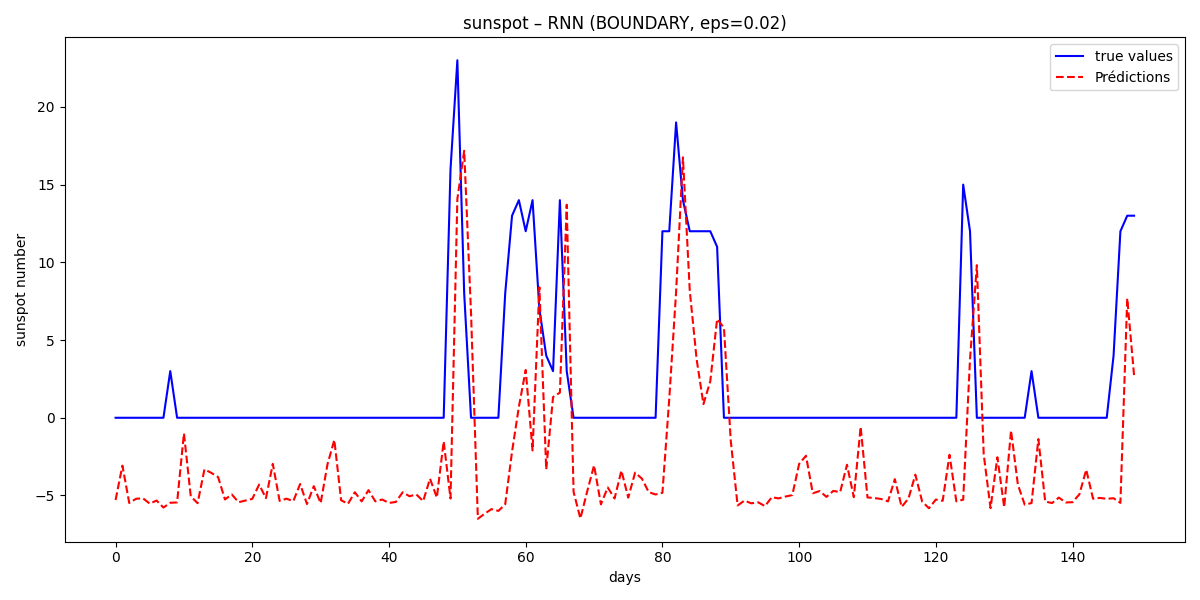 sunspot – RNN (BOUNDARY, eps=0.02)
true values
Prédictions
sunspot number
20
15
10
5
0
−5
0 20 40 60 80 100 120 140
days